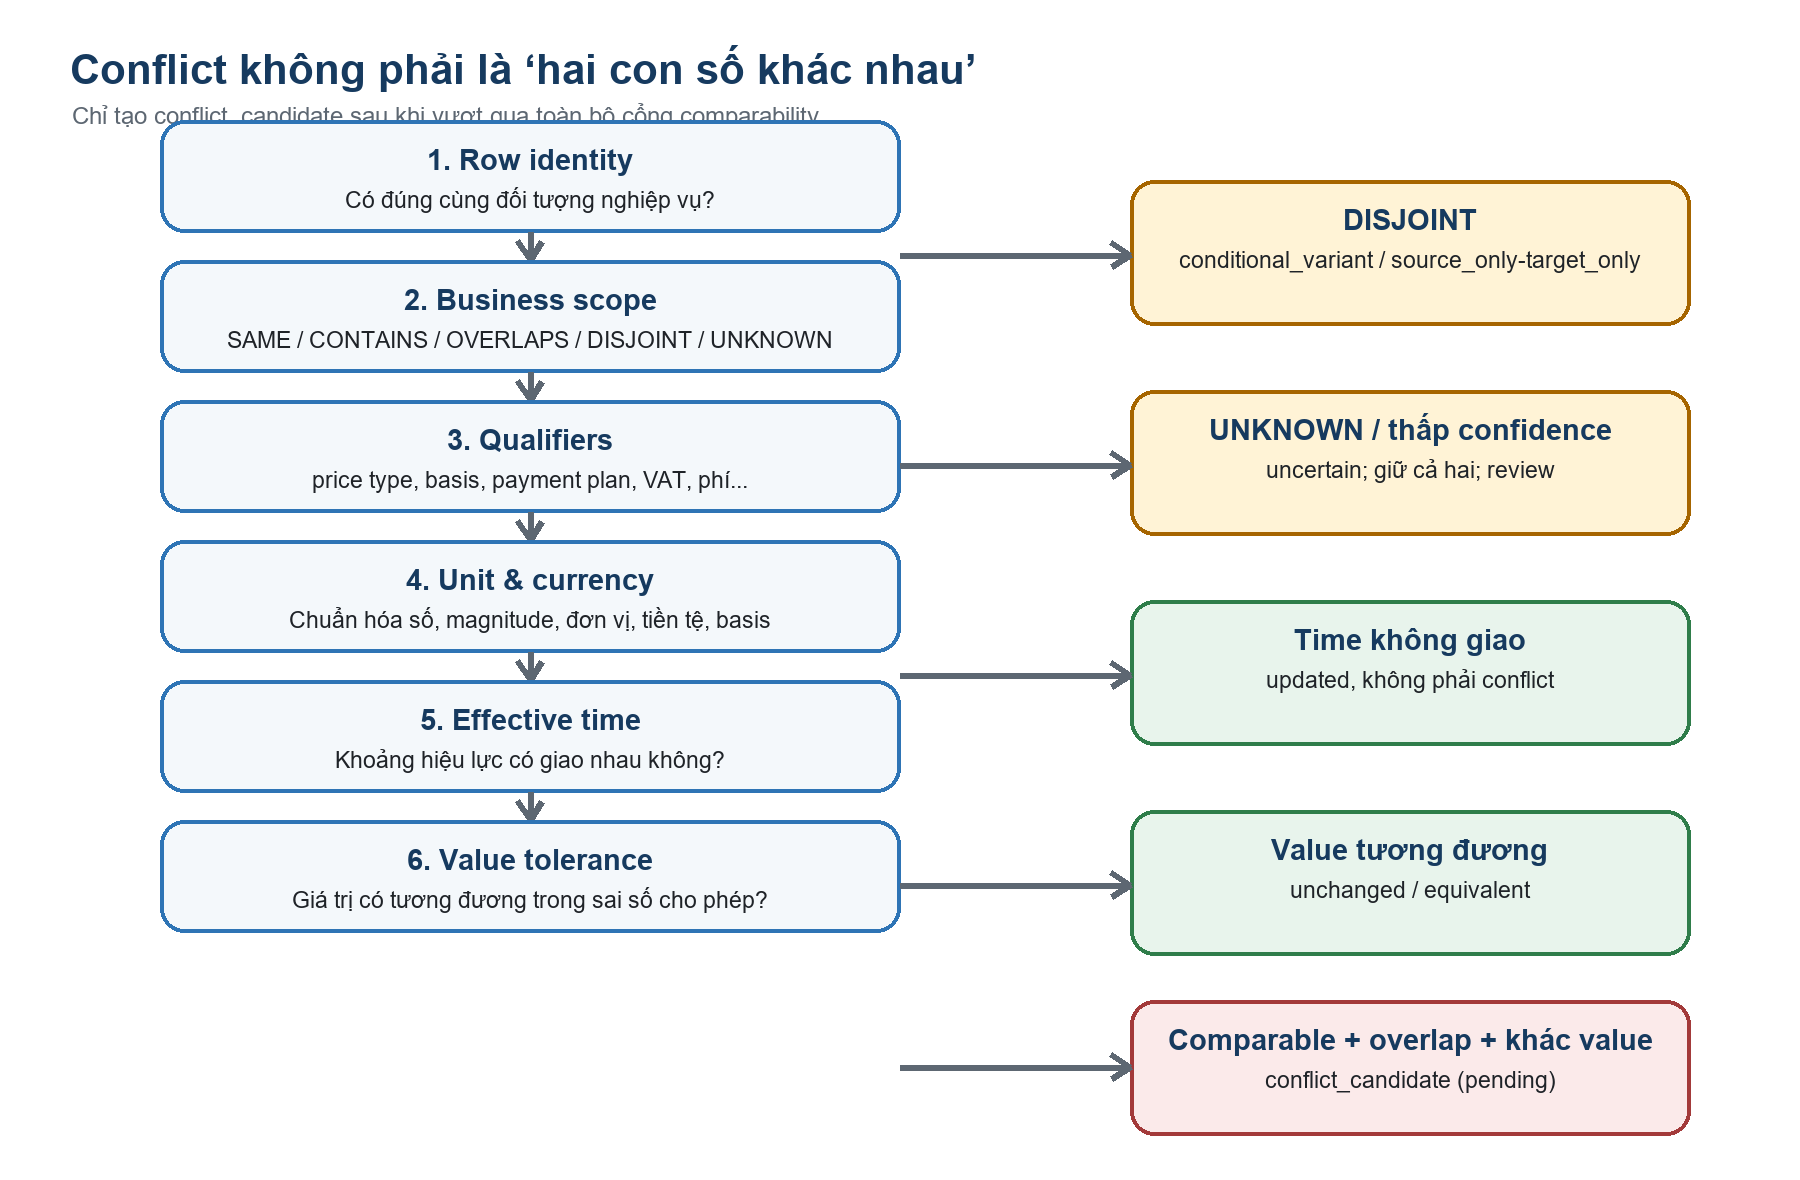 Conflict không phải là ‘hai con số khác nhau’
Chỉ tạo conflict_candidate sau khi vượt qua toàn bộ cổng comparability.
1. Row identity
Có đúng cùng đối tượng nghiệp vụ?
2. Business scope
SAME / CONTAINS / OVERLAPS / DISJOINT / UNKNOWN
3. Qualifiers
price type, basis, payment plan, VAT, phí...
4. Unit & currency
Chuẩn hóa số, magnitude, đơn vị, tiền tệ, basis
5. Effective time
Khoảng hiệu lực có giao nhau không?
6. Value tolerance
Giá trị có tương đương trong sai số cho phép?
DISJOINT
conditional_variant / source_only-target_only
UNKNOWN / thấp confidence
uncertain; giữ cả hai; review
Time không giao
updated, không phải conflict
Value tương đương
unchanged / equivalent
Comparable + overlap + khác value
conflict_candidate (pending)